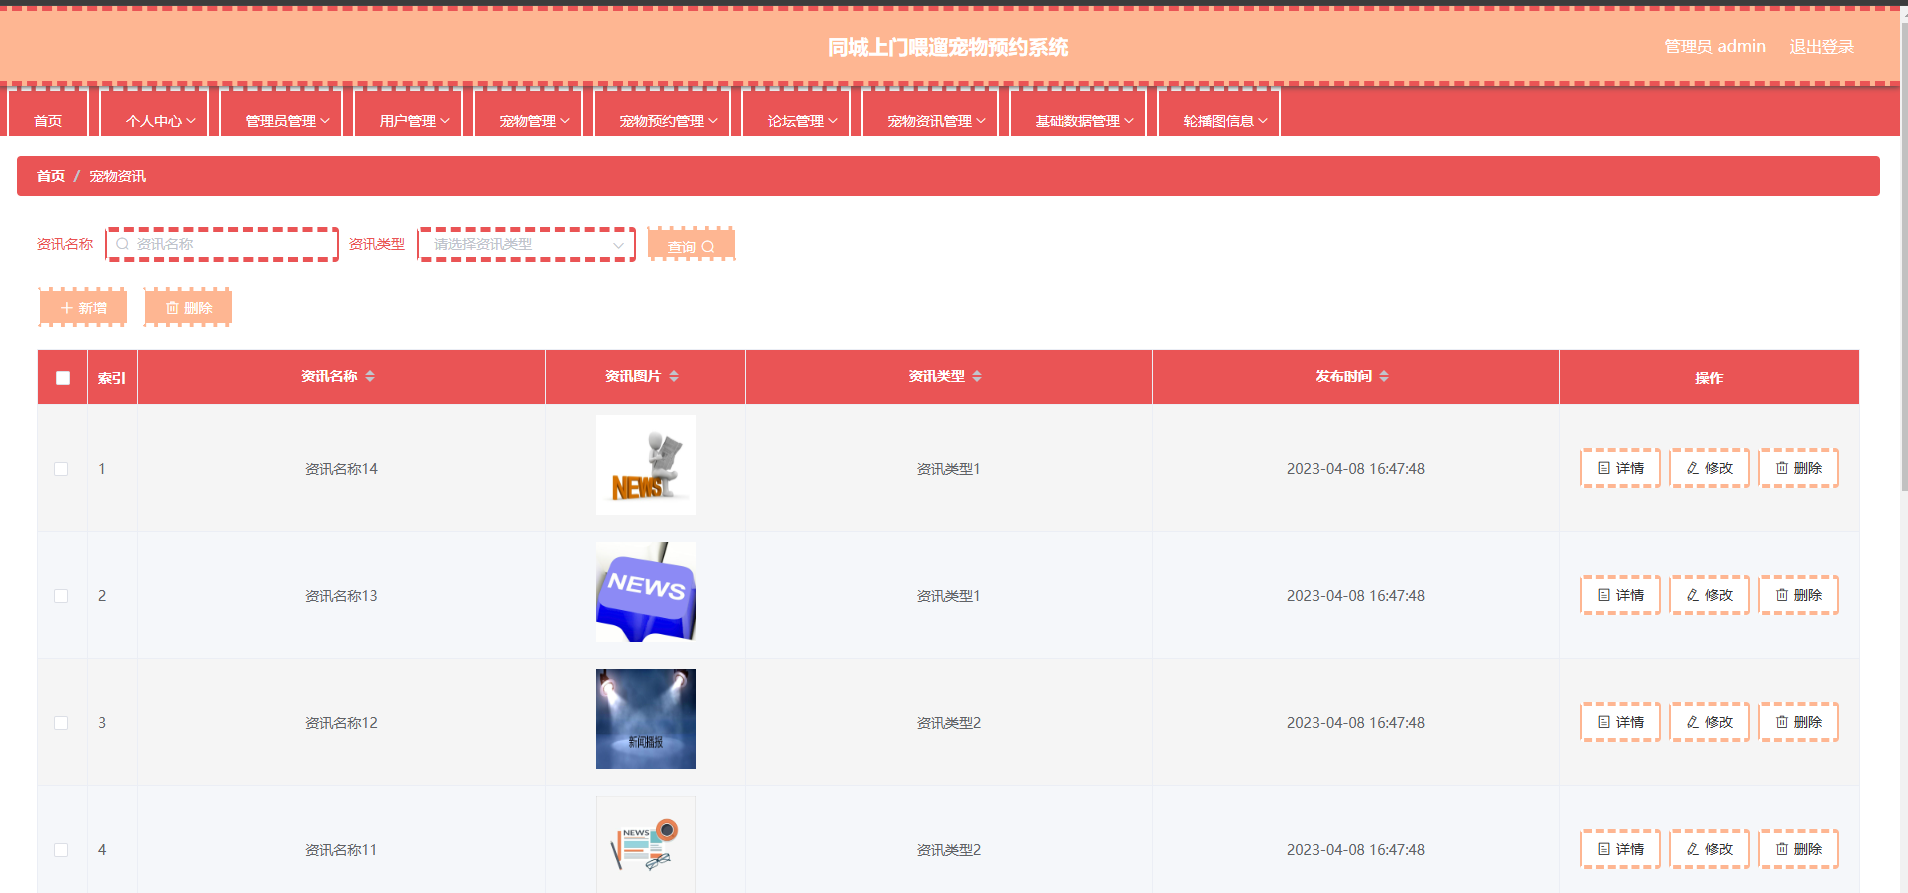 同城上门喂遛宠物预约系统
管理员 admin 退出登录
首页 个人中心 管理员管理 用户管理 宠物管理 宠物预约管理 论坛管理 宠物资讯管理 基础数据管理 轮播图信息
首页 / 宠物资讯
资讯名称 资讯名称 资讯类型 请选择资讯类型 查询
新增 删除
索引 资讯名称 资讯图片 资讯类型 发布时间 操作
1 资讯名称14 NEWS 资讯类型1 2023-04-08 16:47:48 详情 修改 删除
2 资讯名称13 NEWS 资讯类型1 2023-04-08 16:47:48 详情 修改 删除
3 资讯名称12 新闻播报 资讯类型2 2023-04-08 16:47:48 详情 修改 删除
4 资讯名称11 NEWS 资讯类型2 2023-04-08 16:47:48 详情 修改 删除